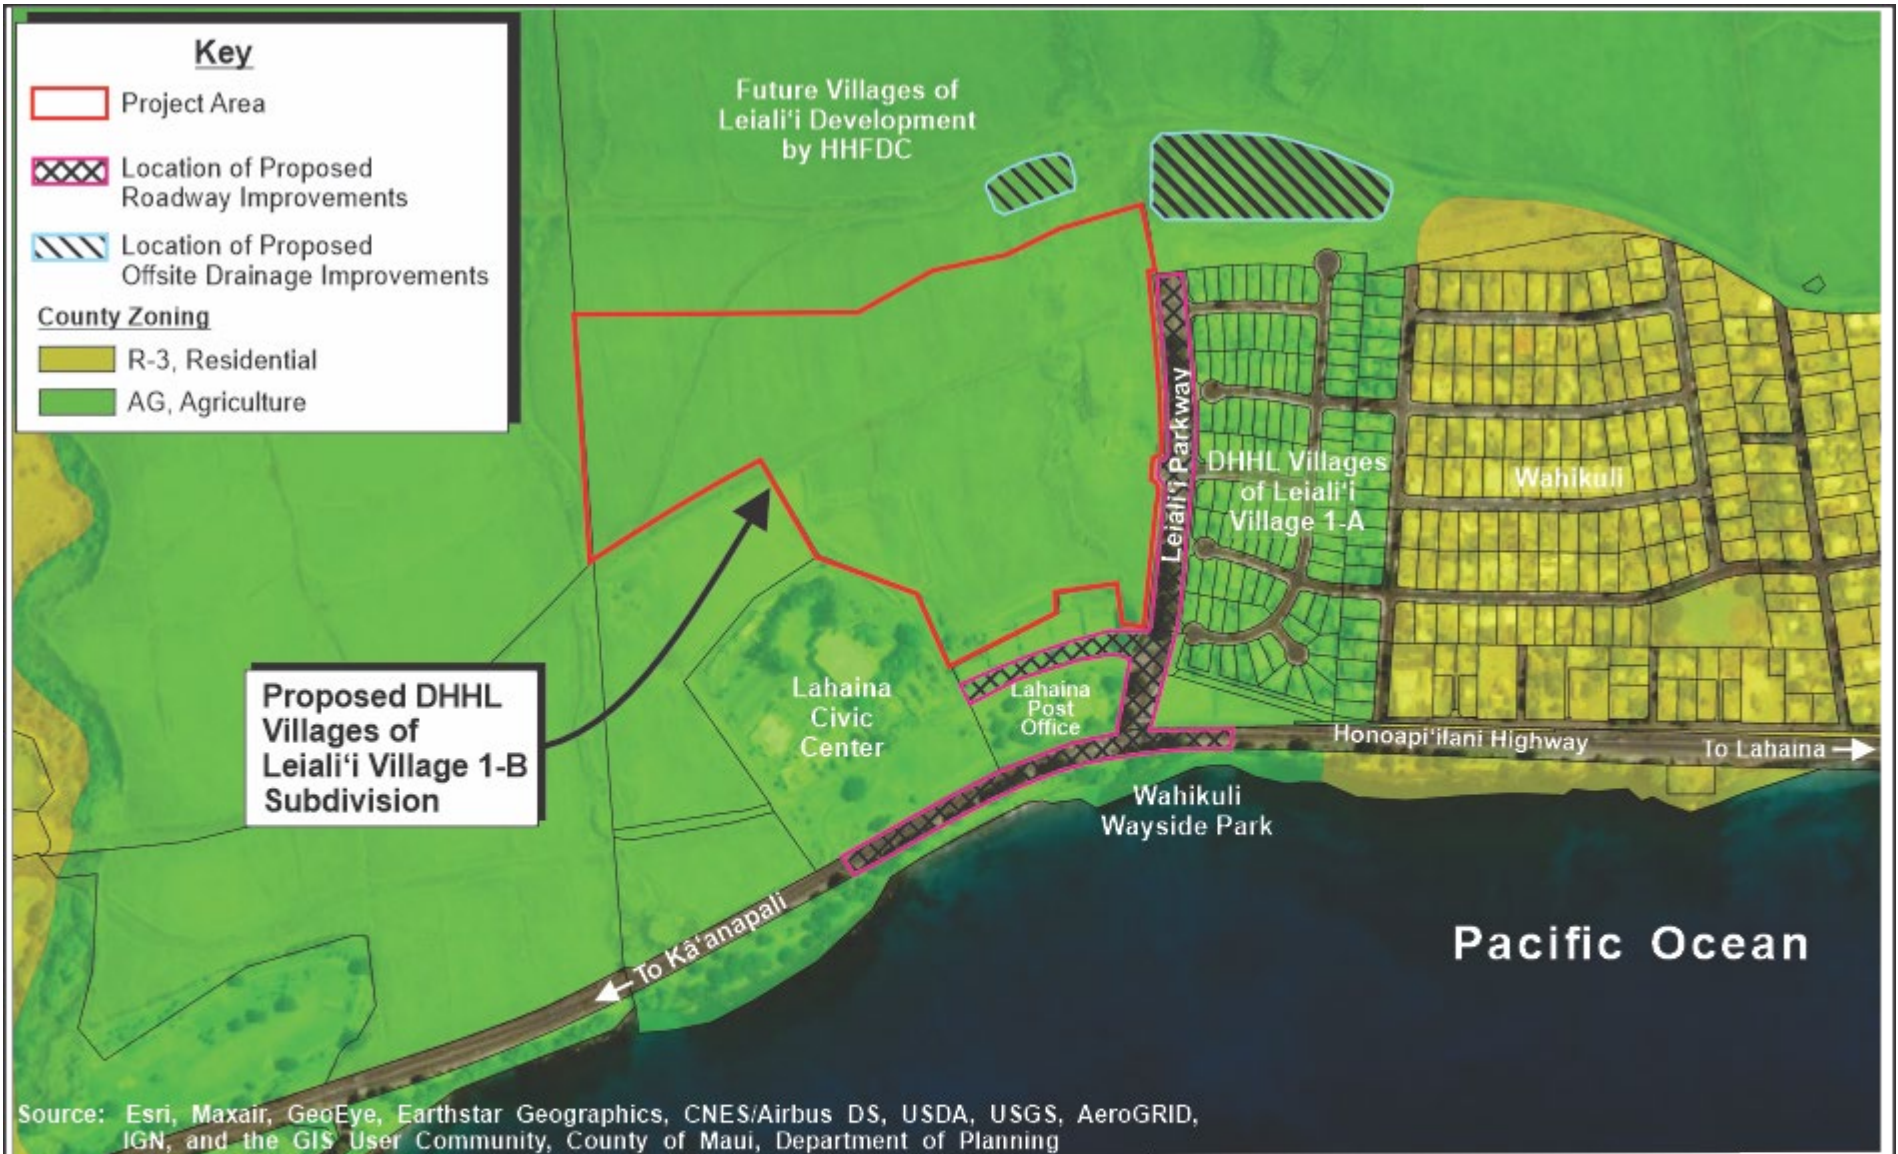 Key
Project Area
Location of Proposed
Roadway Improvements
Location of Proposed
Offsite Drainage Improvements
County Zoning
R-3, Residential
AG, Agriculture
Future Villages of
Leiali‘i Development
by HHFDC
Leiali‘i Parkway
DHHL Villages
of Leiali‘i
Village 1-A
Wahikuli
Proposed DHHL
Villages of
Leiali‘i Village 1-B
Subdivision
Lahaina
Civic
Center
Lahaina
Post
Office
Honoapi‘ilani Highway
To Lahaina
Wahikuli
Wayside Park
To Kâ‘anapali
Pacific Ocean
Source: Esri, Maxair, GeoEye, Earthstar Geographics, CNES/Airbus DS, USDA, USGS, AeroGRID,
IGN, and the GIS User Community, County of Maui, Department of Planning